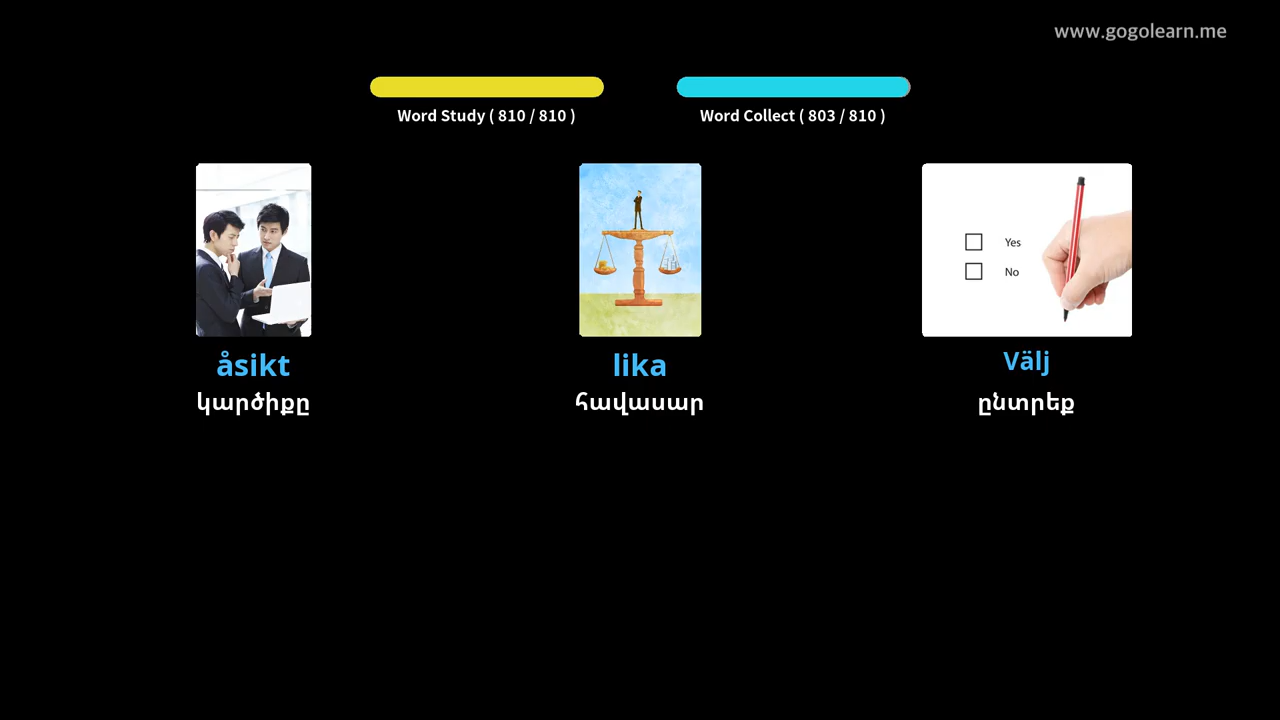 www.gogolearn.me
Word Study ( 810 / 810 )
Word Collect ( 803 / 810 )
Yes
No
åsikt
lika
Välj
կարծիքը
հավասար
ընտրեք